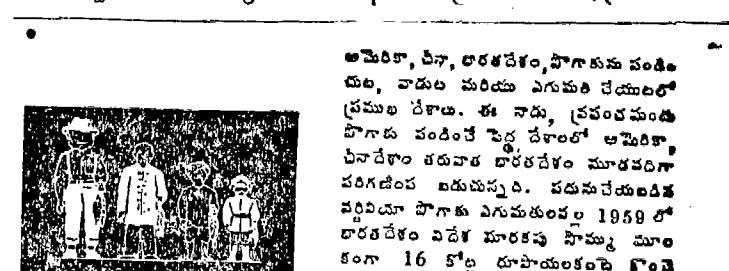 అమెరికా, చీనా, భారతదేశం, పొగాకును పండిం
చుట, వాడుట మరియు ఎగుమతి చేయుటలో
ప్రముఖ దేశాలు. ఈ నాడు, ప్రపంచమందు
పొగాకు పండించే పెద్ద దేశాలలో అమెరికా,
చీనాదేశాల తరువాత భారతదేశం మూడవదిగా
పరిగణింప బడుచున్నది. పదునుచేయబడిన
వర్జీనియా పొగాకు ఎగుమతులవల్ల 1959 లో
భారతదేశం విదేశ మారకపు సొమ్ము మూల
కంగా 16 కోట్ల రూపాయలకంటె